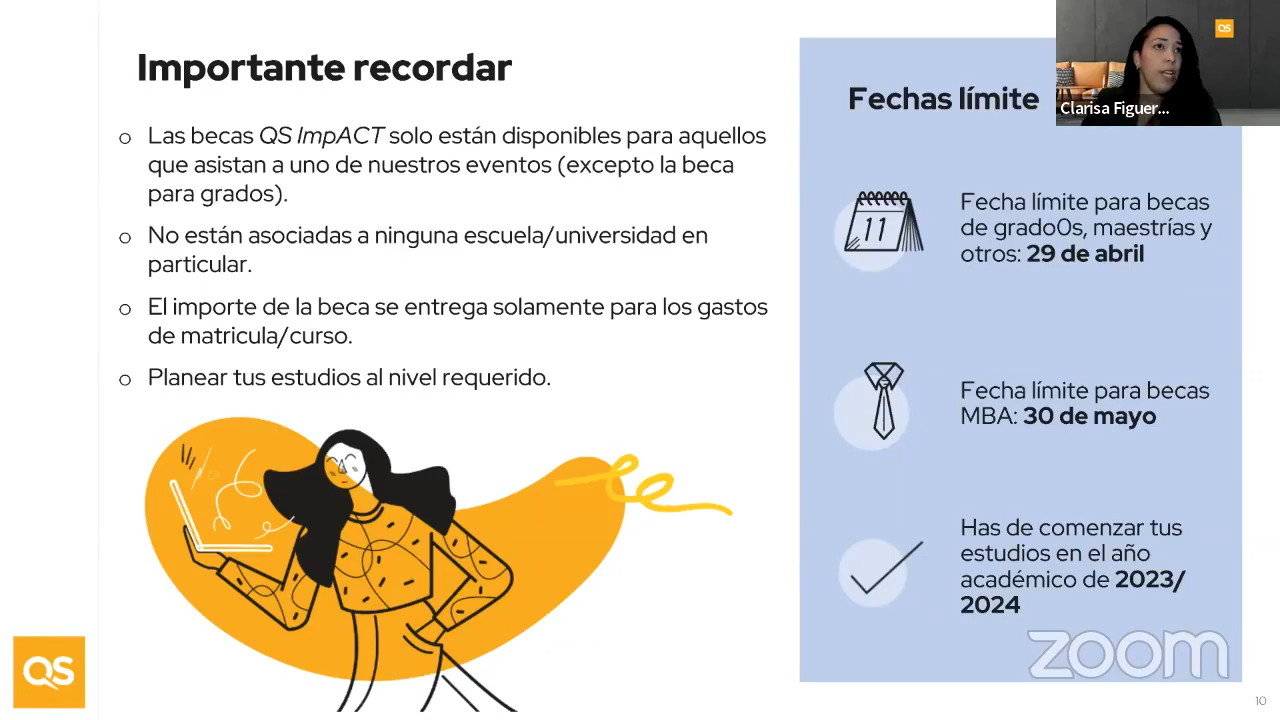 Importante recordar
o Las becas QS ImpACT solo están disponibles para aquellos
que asistan a uno de nuestros eventos (excepto la beca
para grados).
o No están asociadas a ninguna escuela/universidad en
particular.
o El importe de la beca se entrega solamente para los gastos
de matricula/curso.
o Planear tus estudios al nivel requerido.
QS
Fechas límite
QS
Clarisa Figuer...
11
Fecha límite para becas
de grado0s, maestrías y
otros: 29 de abril
Fecha límite para becas
MBA: 30 de mayo
Has de comenzar tus
estudios en el año
académico de 2023/
2024
zoom
10